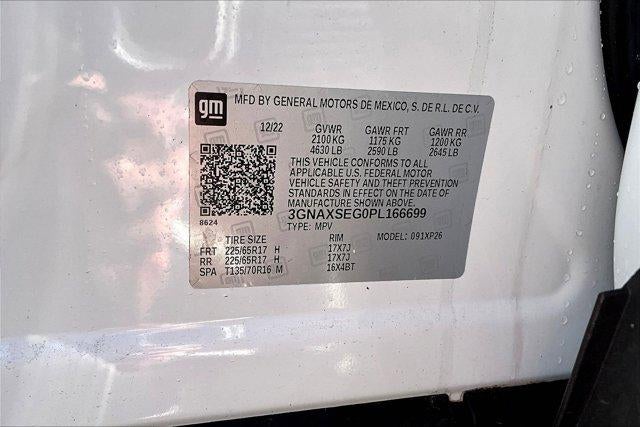 gm MFD BY GENERAL MOTORS DE MEXICO, S. DE R.L. DE C.V.
12/22 GVWR GAWR FRT GAWR RR
2100 KG 1175 KG 1200 KG
4630 LB 2590 LB 2645 LB
THIS VEHICLE CONFORMS TO ALL
APPLICABLE U.S. FEDERAL MOTOR
VEHICLE SAFETY AND THEFT PREVENTION
STANDARDS IN EFFECT ON THE DATE OF
MANUFACTURE SHOWN ABOVE.
8624 3GNAXSEG0PL166699
TYPE: MPV MODEL: 091XP26
TIRE SIZE RIM
FRT 225/65R17 H 17X7J
RR 225/65R17 H 17X7J
SPA T135/70R16 M 16X4BT